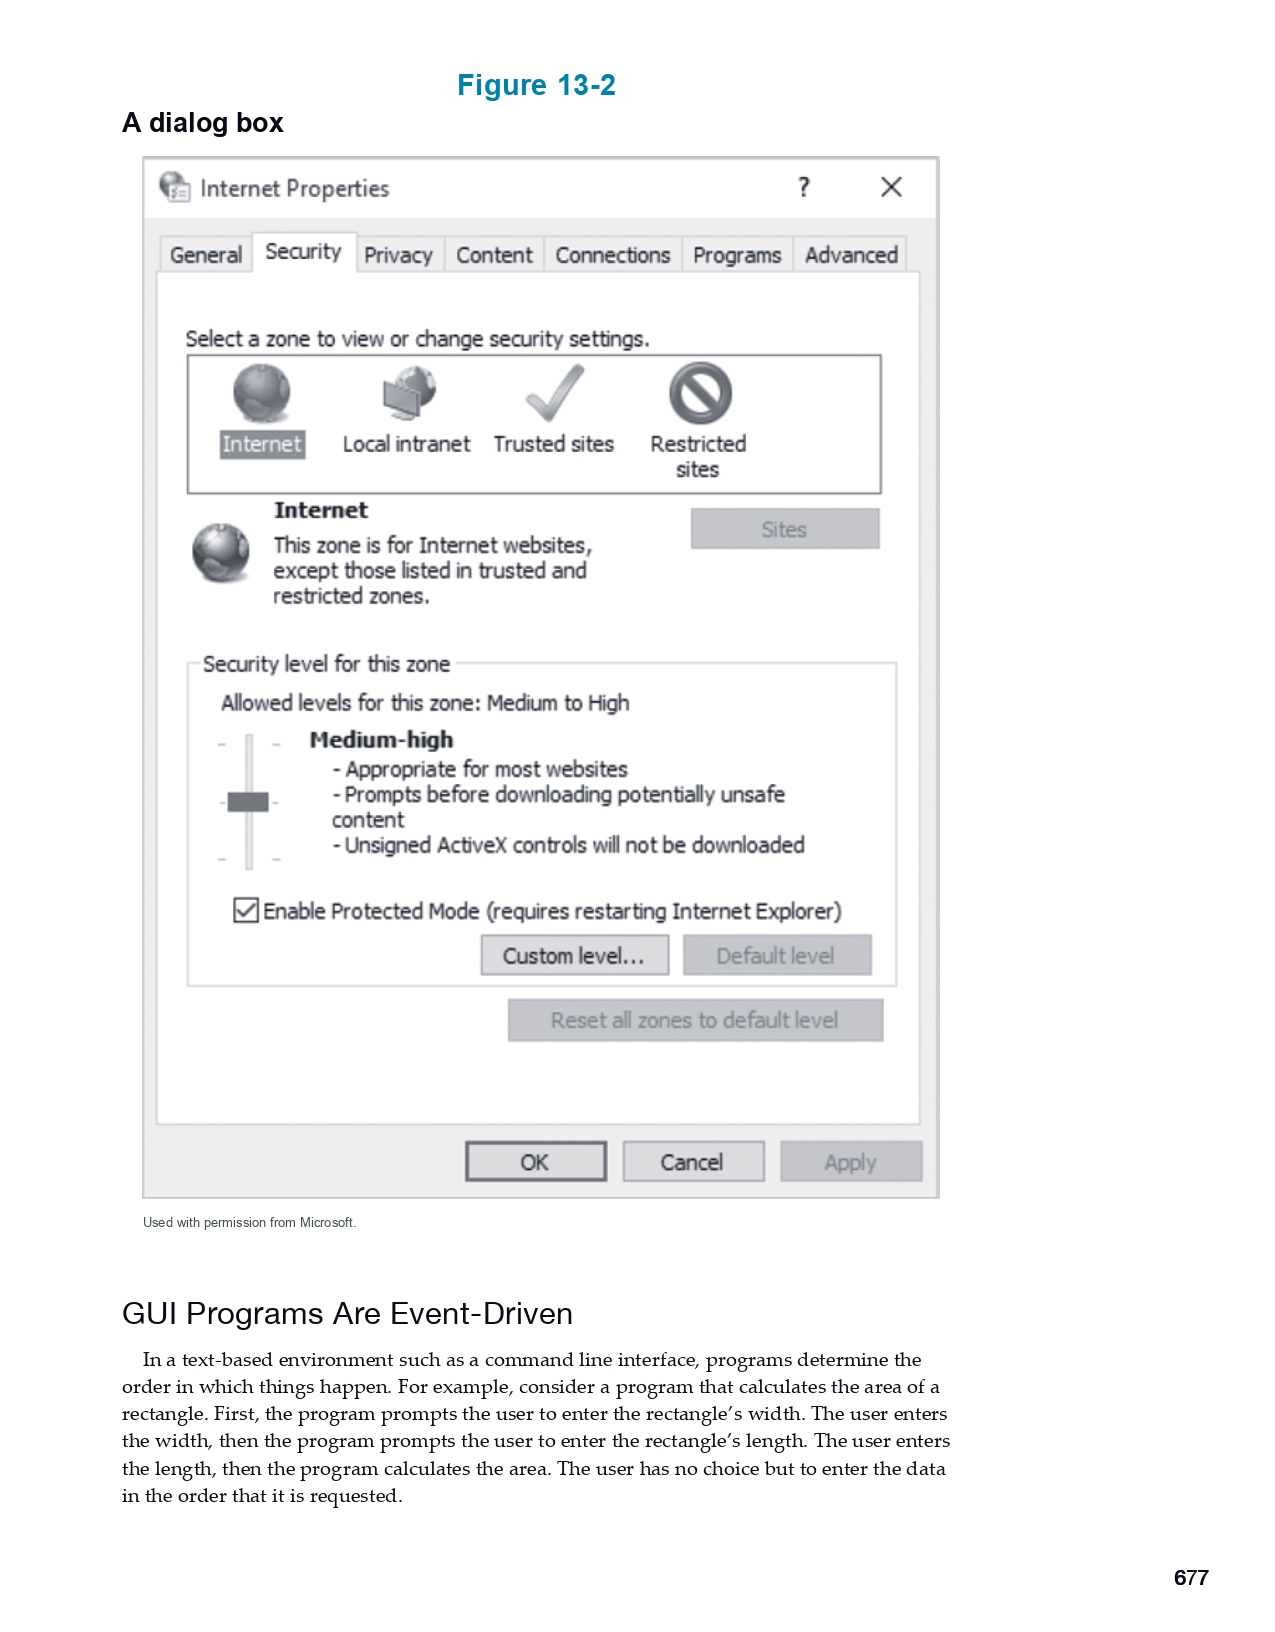 Figure 13-2
A dialog box
Internet Properties ?
General Security Privacy Content Connections Programs Advanced
Select a zone to view or change security settings.
Internet Local intranet Trusted sites Restricted
sites
Internet
Sites
This zone is for Internet websites,
except those listed in trusted and
restricted zones.
Security level for this zone
Allowed levels for this zone: Medium to High
Medium-high
- Appropriate for most websites
- Prompts before downloading potentially unsafe
content
- Unsigned ActiveX controls will not be downloaded
Enable Protected Mode (requires restarting Internet Explorer)
Custom level... Default level
Reset all zones to default level
OK Cancel Apply
Used with permission from Microsoft.
GUI Programs Are Event-Driven
In a text-based environment such as a command line interface, programs determine the
order in which things happen. For example, consider a program that calculates the area of a
rectangle. First, the program prompts the user to enter the rectangle’s width. The user enters
the width, then the program prompts the user to enter the rectangle’s length. The user enters
the length, then the program calculates the area. The user has no choice but to enter the data
in the order that it is requested.
677